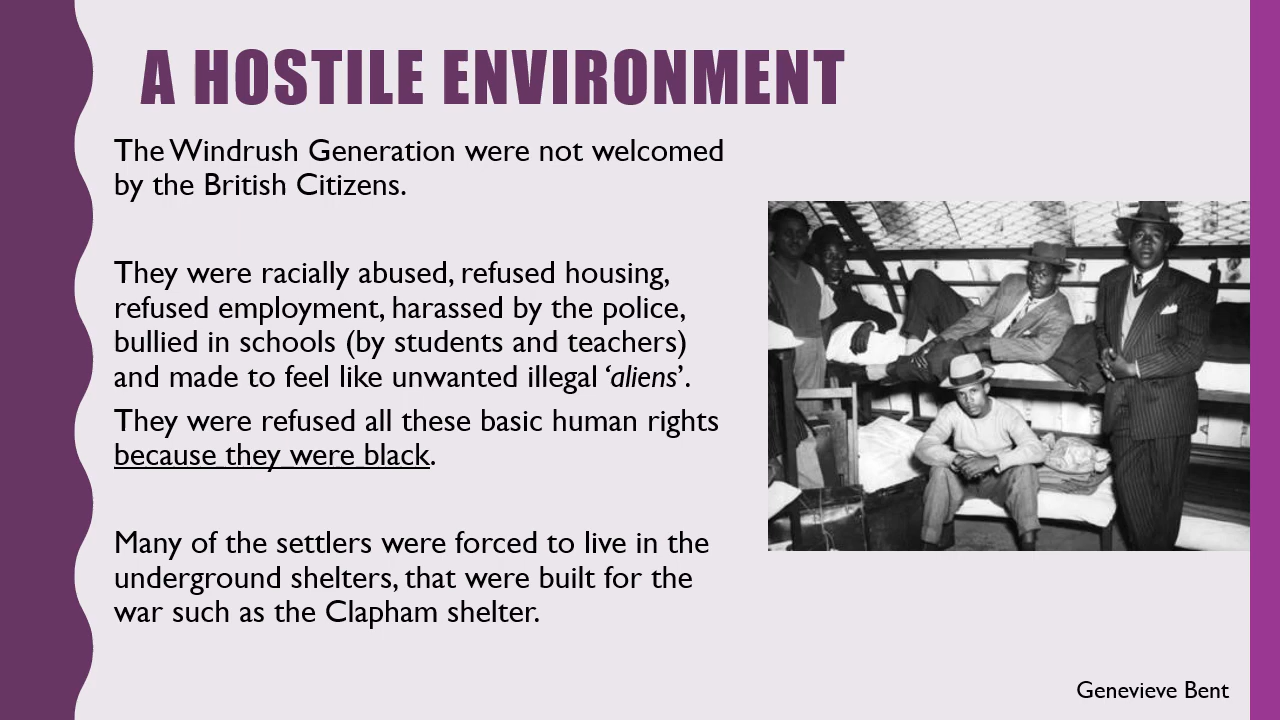 A HOSTILE ENVIRONMENT
The Windrush Generation were not welcomed
by the British Citizens.
They were racially abused, refused housing,
refused employment, harassed by the police,
bullied in schools (by students and teachers)
and made to feel like unwanted illegal ‘aliens’.
They were refused all these basic human rights
because they were black.
Many of the settlers were forced to live in the
underground shelters, that were built for the
war such as the Clapham shelter.
Genevieve Bent